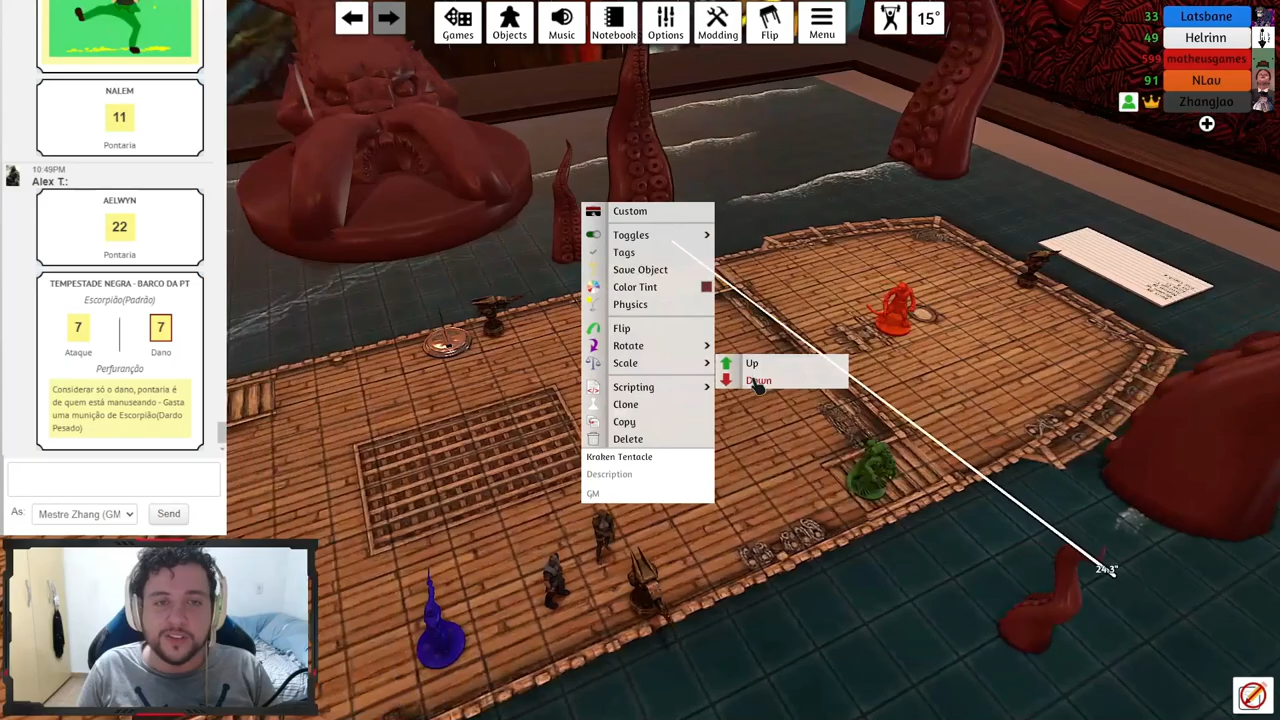 NALEM
11
Pontaria
10:49PM
Alex T.:
AELWYN
22
Pontaria
TEMPESTADE NEGRA - BARCO DA PT
Escorpião(Padrão)
7
7
Ataque
Dano
Perfuração
Considerar só o dano, pontaria é
de quem está manuseando - Gasta
uma munição de Escorpião(Dardo
Pesado)
As:
Mestre Zhang (GM
Send
Games
Objects
Music
Notebook
Options
Modding
Flip
Menu
15°
33
Latsbane
49
Helrinn
599
matheusgames
91
NLau
ZhangJao
Custom
Toggles
Tags
Save Object
Color Tint
Physics
Flip
Rotate
Scale
Scripting
Clone
Copy
Delete
Kraken Tentacle
Description
GM
Up
Down